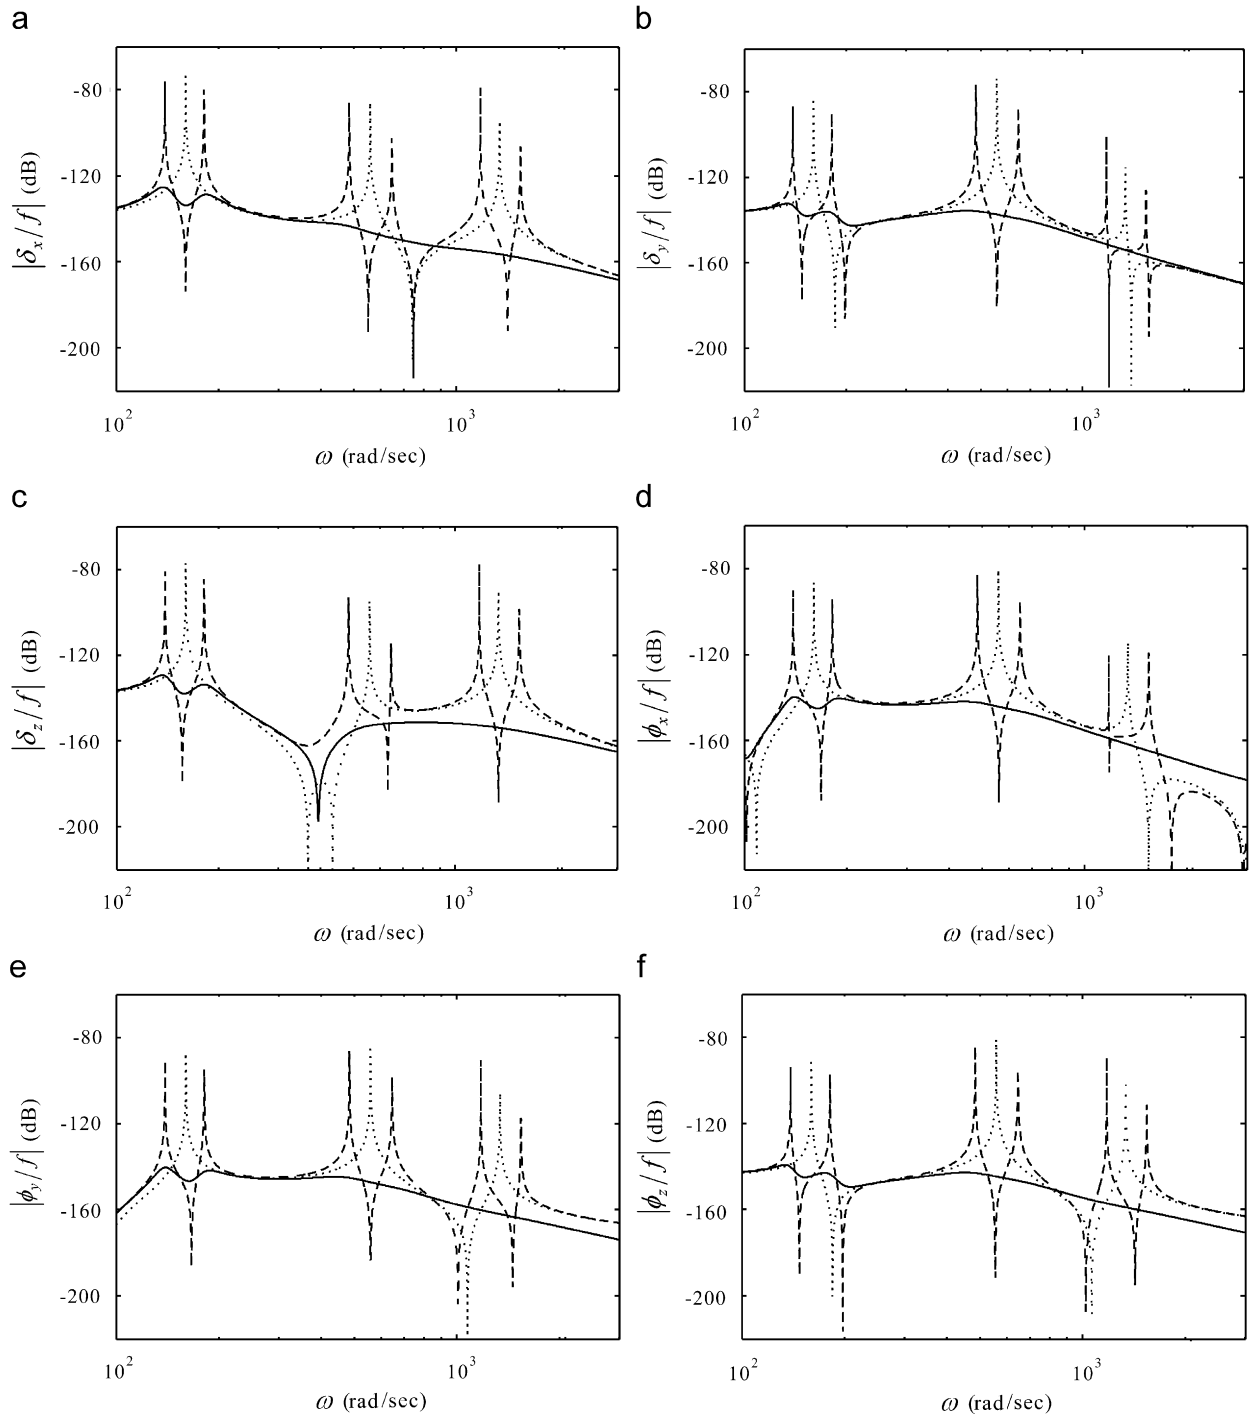 a
-80
-120
-160
-200
|δx/f| (dB)
10²
10³
ω (rad/sec)
b
-80
-120
-160
-200
|δy/f| (dB)
10²
10³
ω (rad/sec)
c
-80
-120
-160
-200
|δz/f| (dB)
10²
10³
ω (rad/sec)
d
-80
-120
-160
-200
|ϕx/f| (dB)
10²
10³
ω (rad/sec)
e
-80
-120
-160
-200
|ϕy/f| (dB)
10²
10³
ω (rad/sec)
f
-80
-120
-160
-200
|ϕz/f| (dB)
10²
10³
ω (rad/sec)